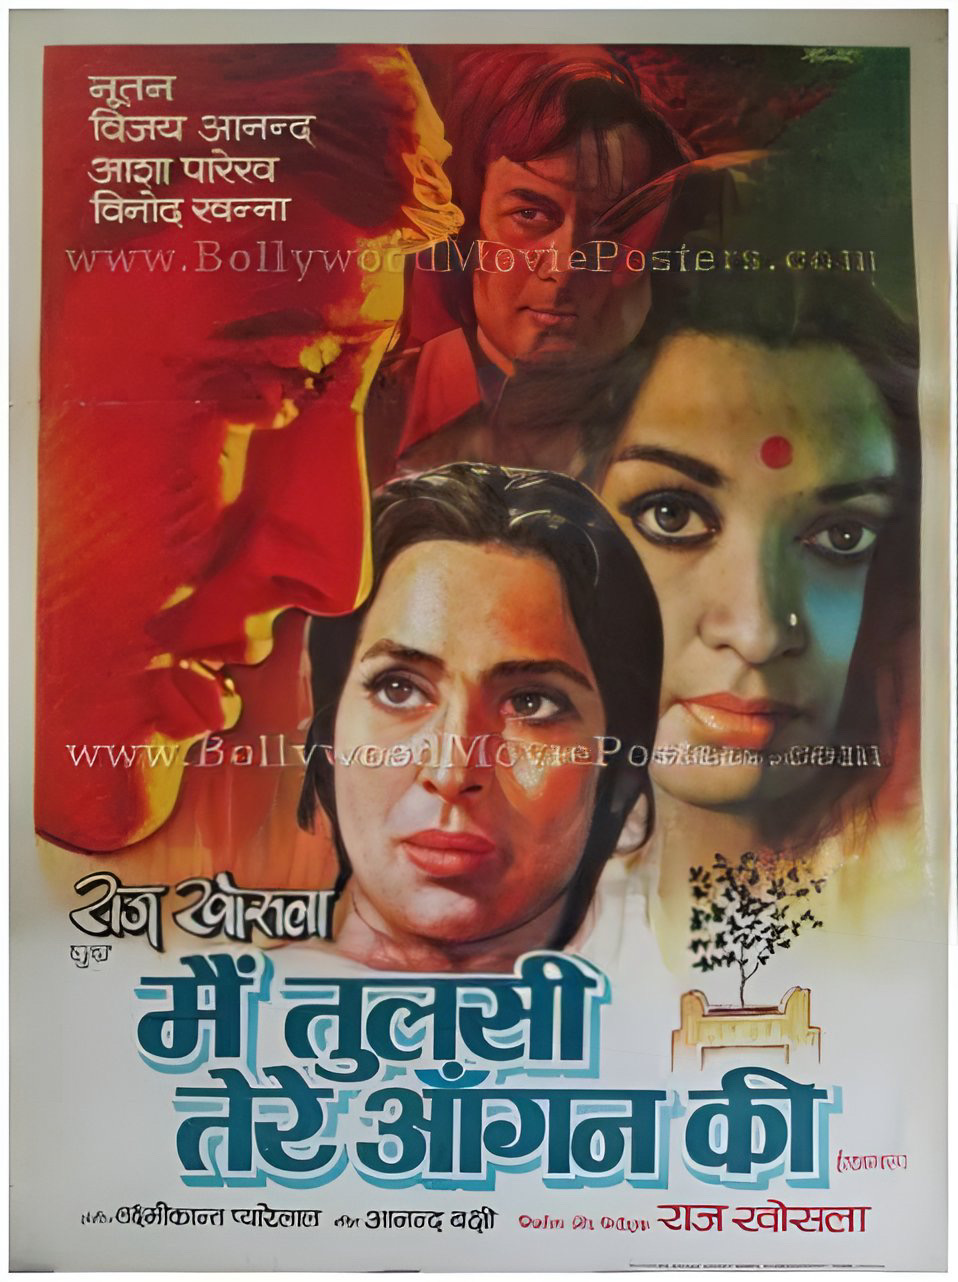 नूतन
विजय आनन्द
आशा पारेख
विनोद खन्ना
www.BollywoodMoviePosters.com
www.BollywoodMoviePosters.com
राज खोसला
मैं तुलसी
तेरे आँगन की
लक्ष्मीकान्त प्यारेलाल आनन्द बक्षी राज खोसला